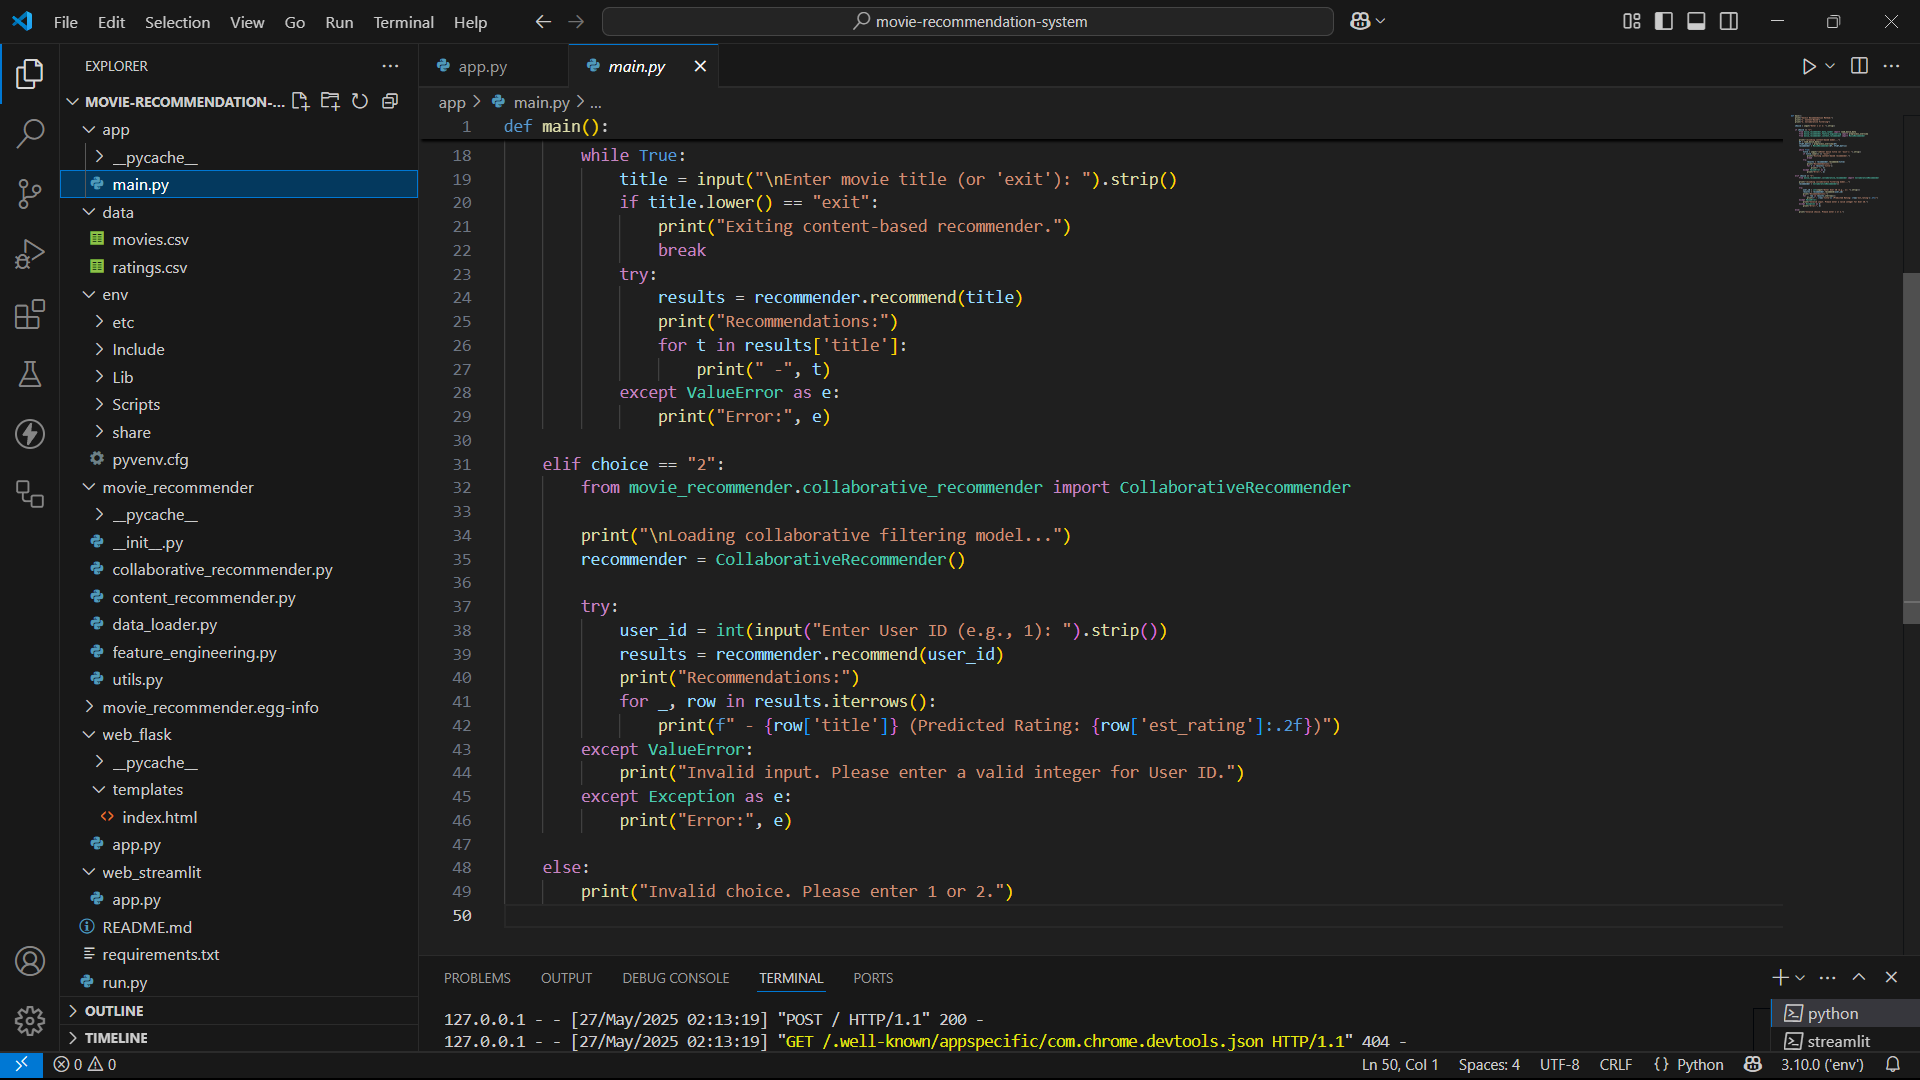 File Edit Selection View Go Run Terminal Help
movie-recommendation-system
EXPLORER
MOVIE-RECOMMENDATION-...
app
__pycache__
main.py
data
movies.csv
ratings.csv
env
etc
Include
Lib
Scripts
share
pyvenv.cfg
movie_recommender
__pycache__
__init__.py
collaborative_recommender.py
content_recommender.py
data_loader.py
feature_engineering.py
utils.py
movie_recommender.egg-info
web_flask
__pycache__
templates
index.html
app.py
web_streamlit
app.py
README.md
requirements.txt
run.py
OUTLINE
TIMELINE
app.py main.py
app > main.py > ...
1 def main():
18 while True:
19 title = input("\nEnter movie title (or 'exit'): ").strip()
20 if title.lower() == "exit":
21 print("Exiting content-based recommender.")
22 break
23 try:
24 results = recommender.recommend(title)
25 print("Recommendations:")
26 for t in results['title']:
27 print(" -", t)
28 except ValueError as e:
29 print("Error:", e)
30
31 elif choice == "2":
32 from movie_recommender.collaborative_recommender import CollaborativeRecommender
33
34 print("\nLoading collaborative filtering model...")
35 recommender = CollaborativeRecommender()
36
37 try:
38 user_id = int(input("Enter User ID (e.g., 1): ").strip())
39 results = recommender.recommend(user_id)
40 print("Recommendations:")
41 for _, row in results.iterrows():
42 print(f" - {row['title']} (Predicted Rating: {row['est_rating']:.2f})")
43 except ValueError:
44 print("Invalid input. Please enter a valid integer for User ID.")
45 except Exception as e:
46 print("Error:", e)
47
48 else:
49 print("Invalid choice. Please enter 1 or 2.")
50
PROBLEMS OUTPUT DEBUG CONSOLE TERMINAL PORTS
127.0.0.1 - - [27/May/2025 02:13:19] "POST / HTTP/1.1" 200 -
127.0.0.1 - - [27/May/2025 02:13:19] "GET /.well-known/appspecific/com.chrome.devtools.json HTTP/1.1" 404 -
python
streamlit
0 0
Ln 50, Col 1 Spaces: 4 UTF-8 CRLF {} Python 3.10.0 ('env')